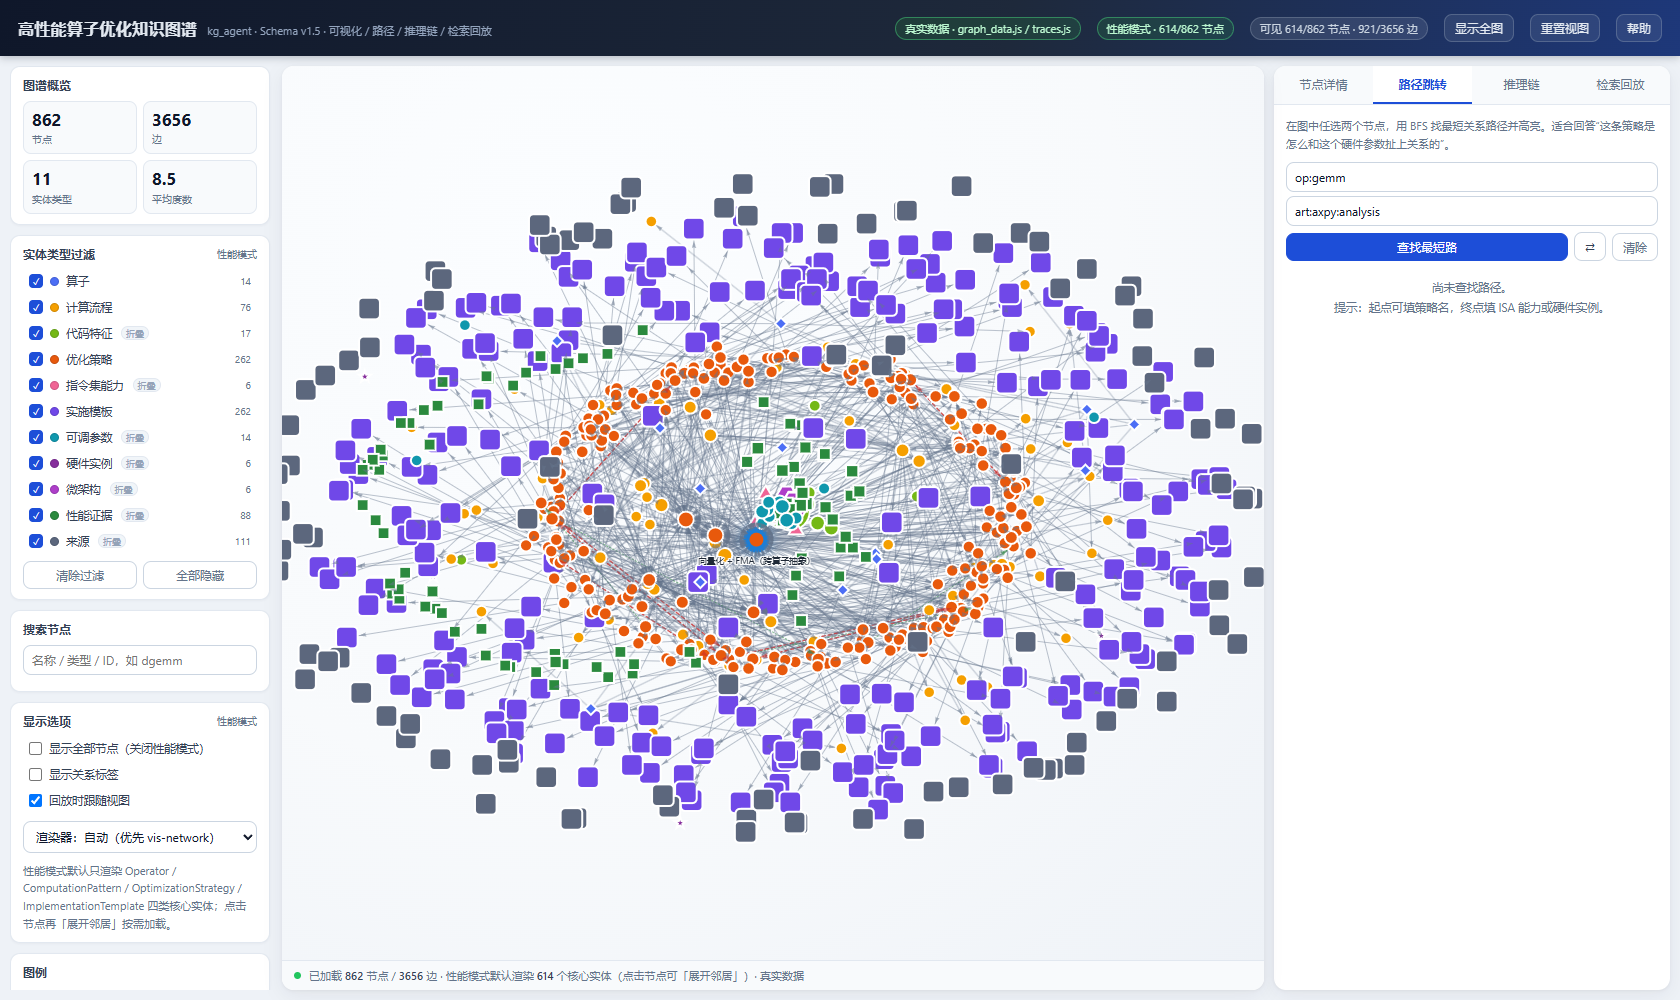 高性能算子优化知识图谱 kg_agent · Schema v1.5 · 可视化 / 路径 / 推理链 / 检索回放
真实数据 · graph_data.js / traces.js
性能模式 · 614/862 节点
可见 614/862 节点 · 921/3656 边
显示全图
重置视图
帮助
图谱概览
862
节点
3656
边
11
实体类型
8.5
平均度数
实体类型过滤 性能模式
算子 14
计算流程 76
代码特征 折叠 17
优化策略 262
指令集能力 折叠 6
实施模板 262
可调参数 折叠 14
硬件实例 折叠 6
微架构 折叠 6
性能证据 折叠 88
来源 折叠 111
清除过滤 全部隐藏
搜索节点
名称 / 类型 / ID，如 dgemm
显示选项 性能模式
显示全部节点（关闭性能模式）
显示关系标签
回放时跟随视图
渲染器：自动（优先 vis-network）
性能模式默认只渲染 Operator /
ComputationPattern / OptimizationStrategy /
ImplementationTemplate 四类核心实体；点击
节点再「展开邻居」按需加载。
图例
向量化 + FMA（跨算子抽象）
已加载 862 节点 / 3656 边 · 性能模式默认渲染 614 个核心实体（点击节点可「展开邻居」） · 真实数据
节点详情 路径跳转 推理链 检索回放
在图中任选两个节点，用 BFS 找最短关系路径并高亮。适合回答"这条策略是
怎么和这个硬件参数扯上关系的"。
op:gemm
art:axpy:analysis
查找最短路 ⇄ 清除
尚未查找路径。
提示：起点可填策略名，终点填 ISA 能力或硬件实例。